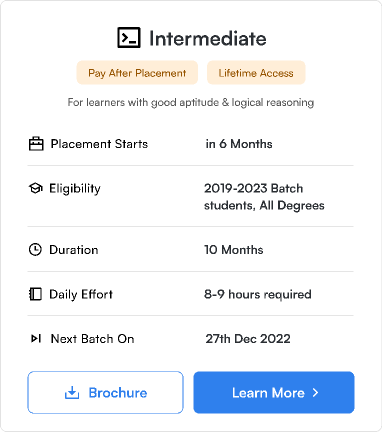 Intermediate
Pay After Placement Lifetime Access
For learners with good aptitude & logical reasoning
Placement Starts in 6 Months
Eligibility 2019-2023 Batch
students, All Degrees
Duration 10 Months
Daily Effort 8-9 hours required
Next Batch On 27th Dec 2022
Brochure Learn More